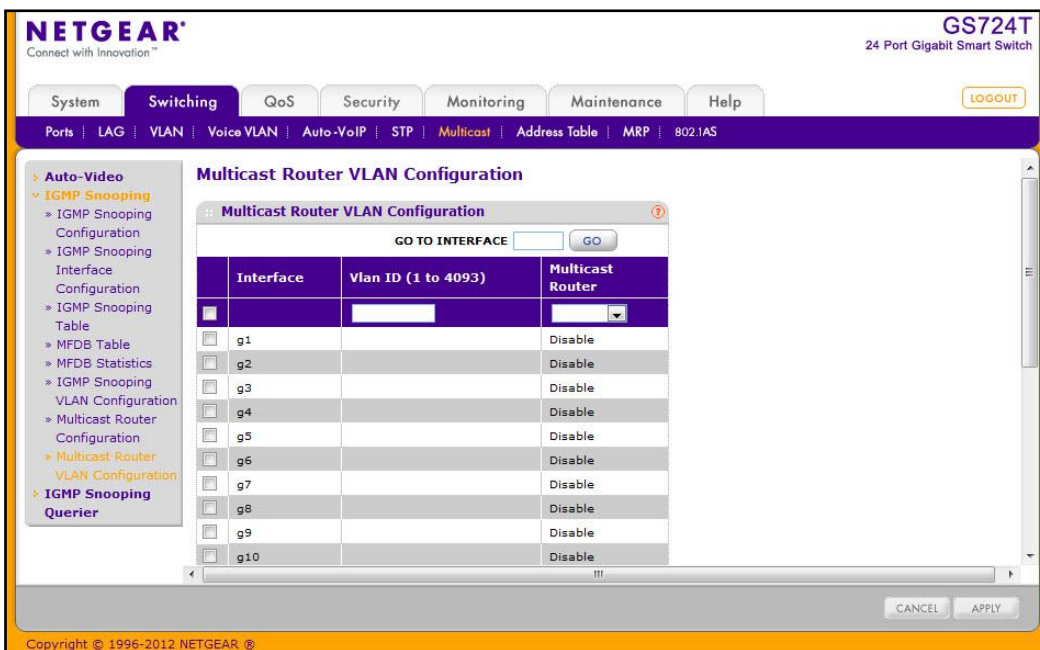 NETGEAR®
Connect with Innovation™
GS724T
24 Port Gigabit Smart Switch
System
Switching
QoS
Security
Monitoring
Maintenance
Help
LOGOUT
Ports | LAG | VLAN | Voice VLAN | Auto-VoIP | STP | Multicast | Address Table | MRP | 802.1AS
Auto-Video
IGMP Snooping
» IGMP Snooping
Configuration
» IGMP Snooping
Interface
Configuration
» IGMP Snooping
Table
» MFDB Table
» MFDB Statistics
» IGMP Snooping
VLAN Configuration
» Multicast Router
Configuration
» Multicast Router
VLAN Configuration
IGMP Snooping
Querier
Multicast Router VLAN Configuration
Multicast Router VLAN Configuration ?
GO TO INTERFACE GO
Interface Vlan ID (1 to 4093) Multicast
Router
g1 Disable
g2 Disable
g3 Disable
g4 Disable
g5 Disable
g6 Disable
g7 Disable
g8 Disable
g9 Disable
g10 Disable
CANCEL APPLY
Copyright © 1996-2012 NETGEAR ®